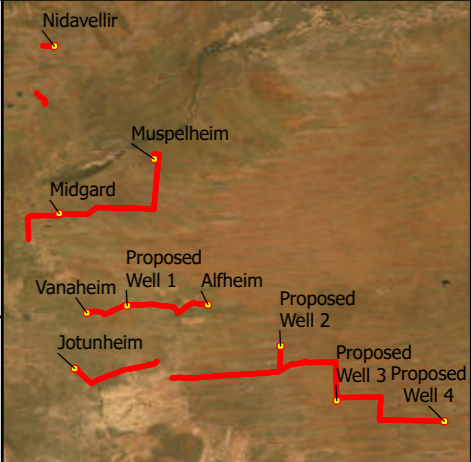 Nidavellir
Muspelheim
Midgard
Proposed
Well 1
Vanaheim
Alfheim
Proposed
Well 2
Jotunheim
Proposed
Well 3
Proposed
Well 4